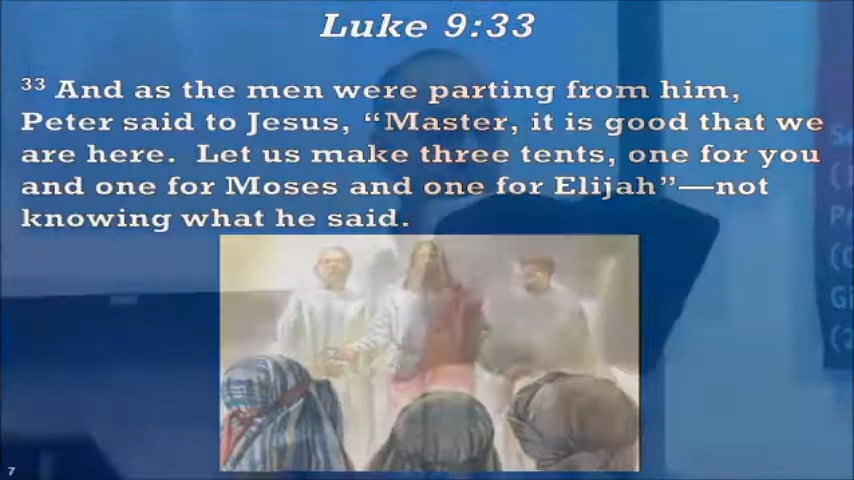 Luke 9:33
33 And as the men were parting from him,
Peter said to Jesus, “Master, it is good that we
are here. Let us make three tents, one for you
and one for Moses and one for Elijah”—not
knowing what he said.
7